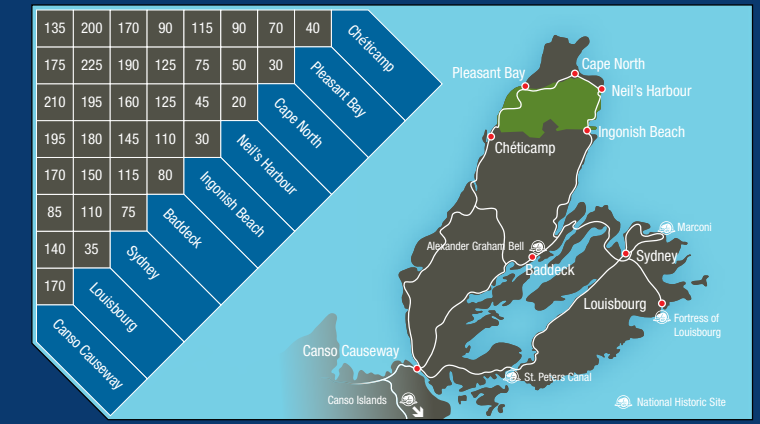 135 200 170 90 115 90 70 40 Chéticamp
175 225 190 125 75 50 30 Pleasant Bay
210 195 160 125 45 20 Cape North
195 180 145 110 30 Neil's Harbour
170 150 115 80 Ingonish Beach
85 110 75 Baddeck
140 35 Sydney
170 Louisbourg
Canso Causeway
Cape North
Pleasant Bay
Neil's Harbour
Ingonish Beach
Chéticamp
Marconi
Alexander Graham Bell
Sydney
Baddeck
Louisbourg
Fortress of
Louisbourg
Canso Causeway
St. Peters Canal
Canso Islands
National Historic Site